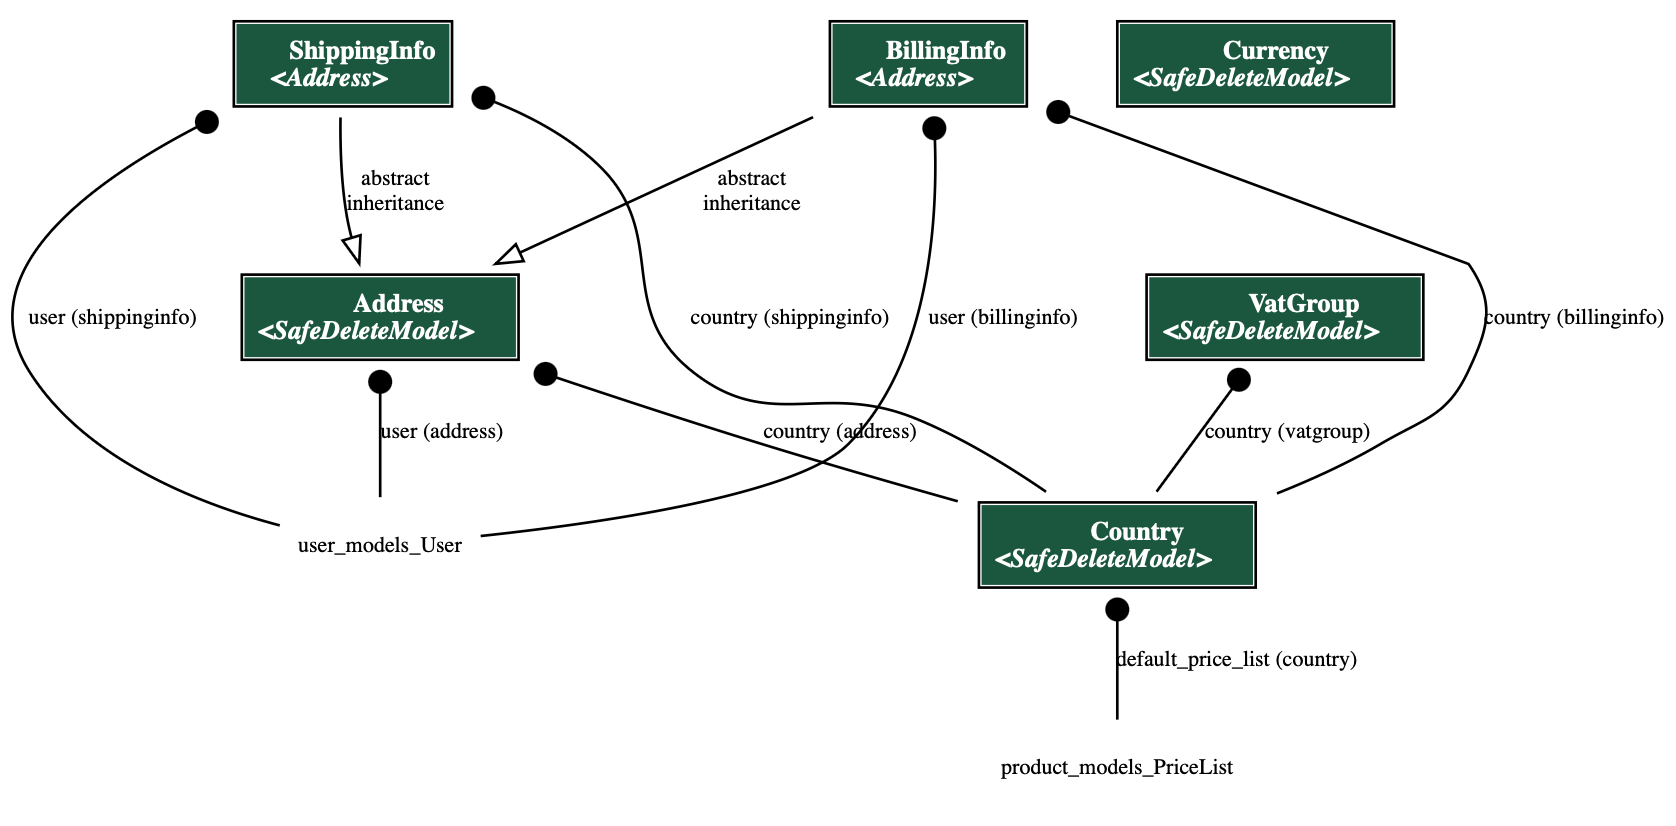 ShippingInfo
<Address>
BillingInfo
<Address>
Currency
<SafeDeleteModel>
abstract
inheritance
abstract
inheritance
Address
<SafeDeleteModel>
VatGroup
<SafeDeleteModel>
user (shippinginfo)
country (shippinginfo)
user (billinginfo)
country (billinginfo)
user (address)
country (address)
country (vatgroup)
user_models_User
Country
<SafeDeleteModel>
default_price_list (country)
product_models_PriceList